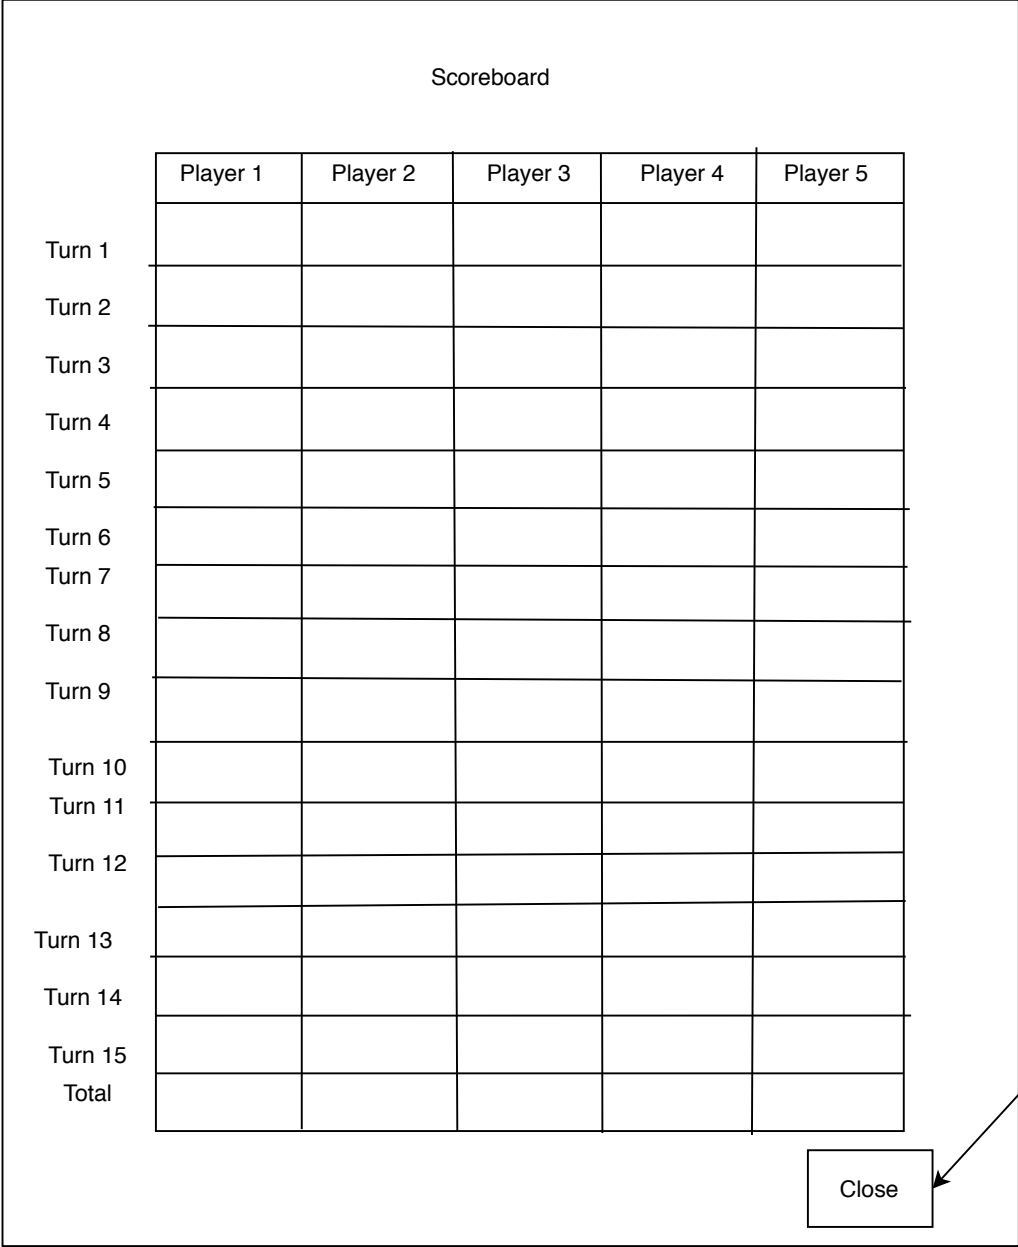 Scoreboard
Player 1 Player 2 Player 3 Player 4 Player 5
Turn 1
Turn 2
Turn 3
Turn 4
Turn 5
Turn 6
Turn 7
Turn 8
Turn 9
Turn 10
Turn 11
Turn 12
Turn 13
Turn 14
Turn 15
Total
Close